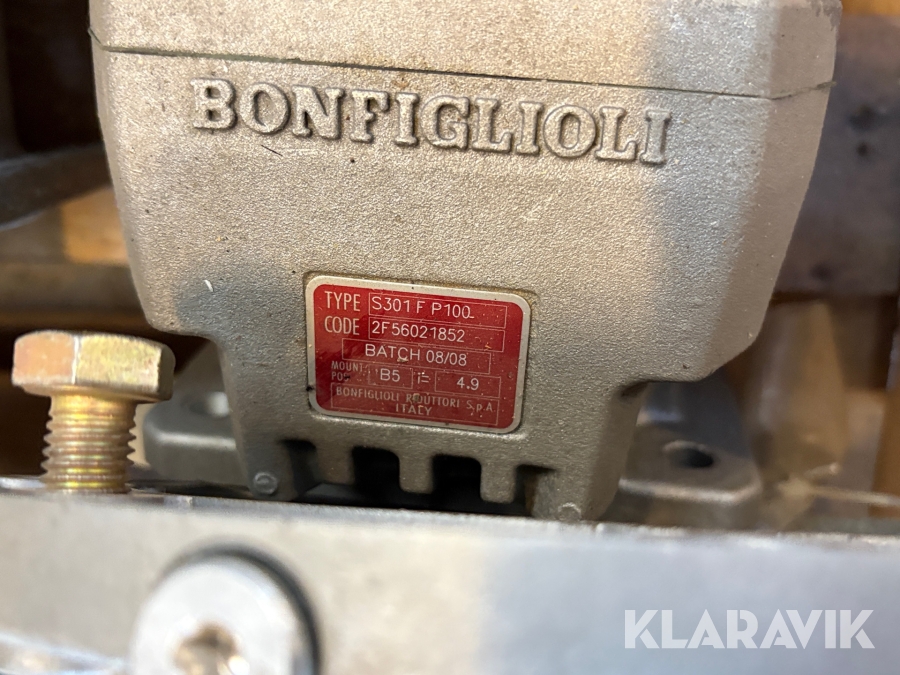 BONFIGLIOLI
TYPE S301 F P100
CODE 2F56021852
BATCH 08/08
MOUNT POS B5 i= 4.9
BONFIGLIOLI RIDUTTORI S.p.A.
ITALY
KLARAVIK